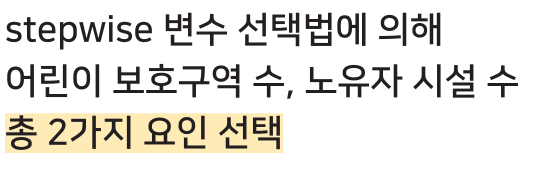 stepwise 변수 선택법에 의해
어린이 보호구역 수, 노유자 시설 수
총 2가지 요인 선택